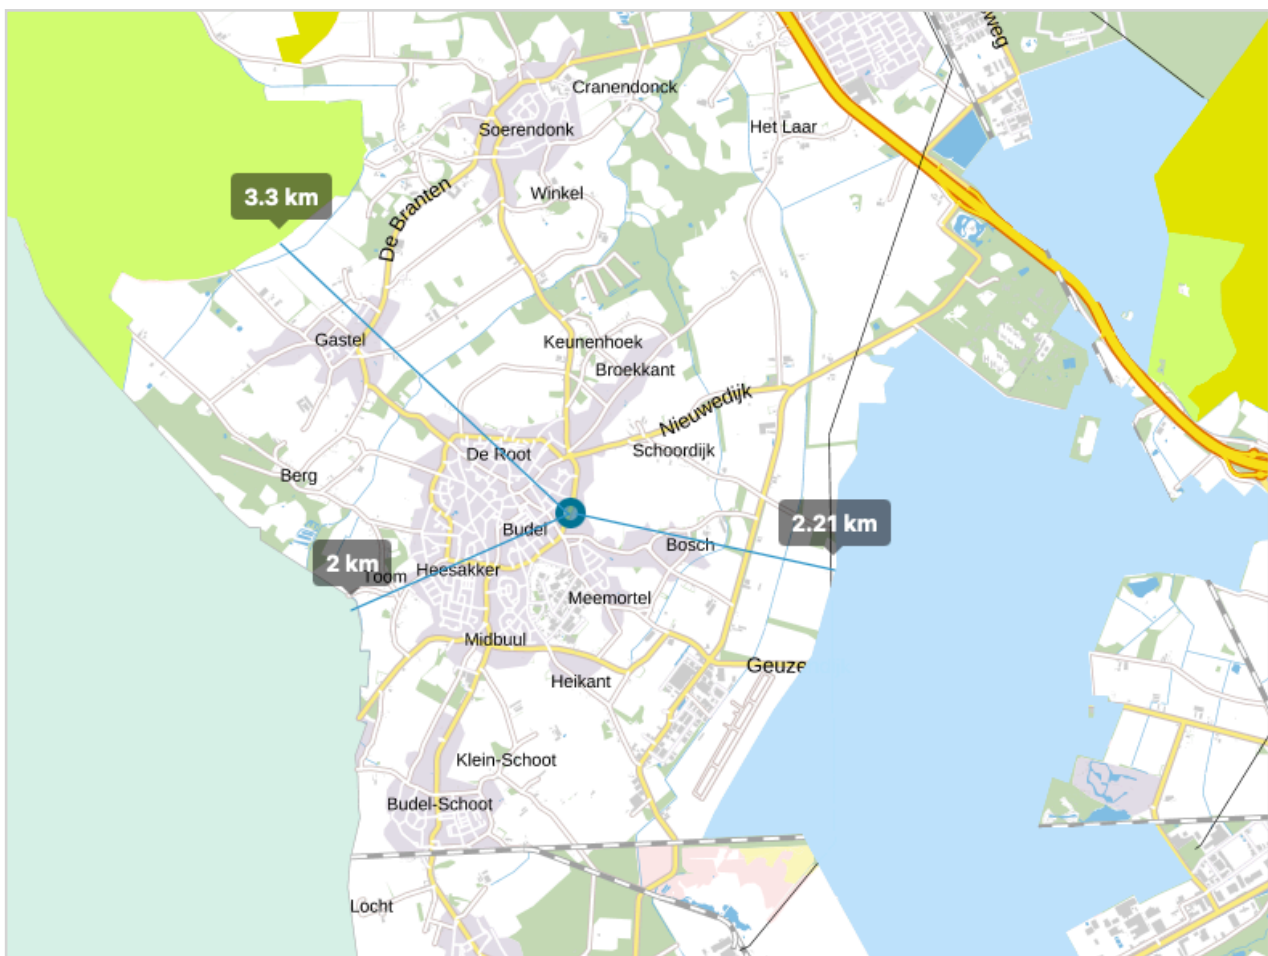 weg
Cranendonck
Soerendonk
Het Laar
3.3 km
Winkel
De Branten
Gastel
Keunenhoek
Broekkant
Nieuwedijk
De Root
Schoordijk
Berg
2.21 km
Budel
Bosch
2 km
Toom
Heesakker
Meemortel
Midbuul
Geuze
Heikant
Klein-Schoot
Budel-Schoot
Locht